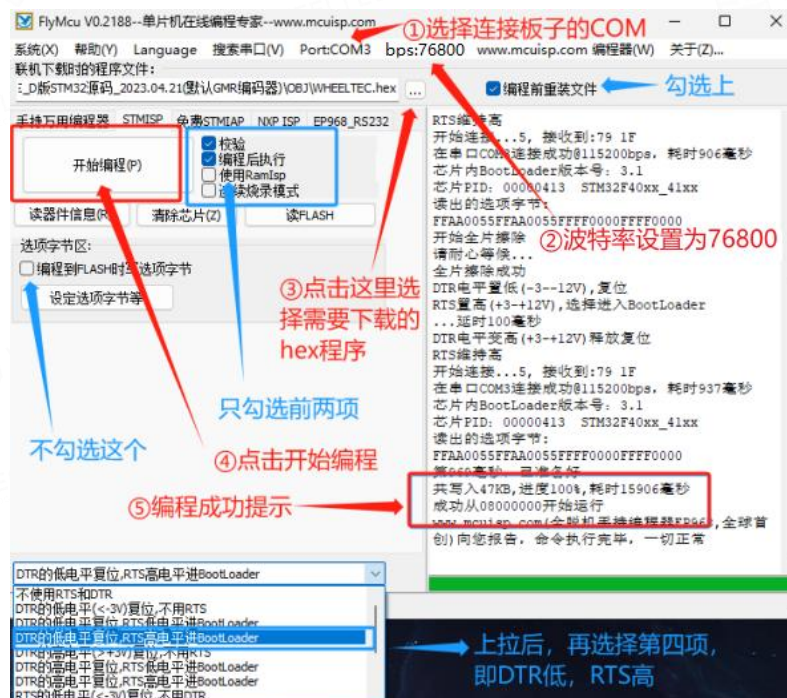 FlyMcu V0.2188--单片机在线编程专家--www.mcuisp.com
①选择连接板子的COM
系统(X) 帮助(Y) Language 搜索串口(V) Port:COM3 bps:76800 www.mcuisp.com 编程器(W) 关于(Z)...
联机下载时的程序文件:
E_D版STM32源码_2023.04.21(默认GMR编码器)\OBJ\WHEELTEC.hex ...
编程前重装文件
勾选上
手持万用编程器 STMISP 免费STMIAP NXP ISP EP968_RS232
开始编程(P)
校验
编程后执行
使用RamIsp
连续烧录模式
读器件信息(R) 清除芯片(Z) 读FLASH
选项字节区:
编程到FLASH时写选项字节
设定选项字节等
②波特率设置为76800
③点击这里选
择需要下载的
hex程序
只勾选前两项
不勾选这个
④点击开始编程
⑤编程成功提示
RTS维持高
开始连接...5, 接收到:79 1F
在串口COM3连接成功@115200bps, 耗时906毫秒
芯片内BootLoader版本号: 3.1
芯片PID: 00000413 STM32F40xx_41xx
读出的选项字节:
FFAA0055FFAA0055FFFF0000FFFF0000
开始全片擦除
请耐心等候...
全片擦除成功
DTR电平置低(-3--12V),复位
RTS置高(+3-+12V),选择进入BootLoader
...延时100毫秒
DTR电平变高(+3-+12V)释放复位
RTS维持高
开始连接...5, 接收到:79 1F
在串口COM3连接成功@115200bps, 耗时937毫秒
芯片内BootLoader版本号: 3.1
芯片PID: 00000413 STM32F40xx_41xx
读出的选项字节:
FFAA0055FFAA0055FFFF0000FFFF0000
第969毫秒, 已准备好
共写入47KB,进度100%,耗时15906毫秒
成功从08000000开始运行
www.mcuisp.com(全脱机手持编程器EP968,全球首
创)向您报告, 命令执行完毕, 一切正常
DTR的低电平复位,RTS高电平进BootLoader
不使用RTS和DTR
DTR的低电平(<-3V)复位,不用RTS
DTR的低电平复位,RTS低电平进BootLoader
DTR的低电平复位,RTS高电平进BootLoader
DTR的高电平(>+3V)复位,不用RTS
DTR的高电平复位,RTS低电平进BootLoader
DTR的高电平复位,RTS高电平进BootLoader
RTS的低电平(<-3V)复位,不用DTR
上拉后，再选择第四项，
即DTR低，RTS高